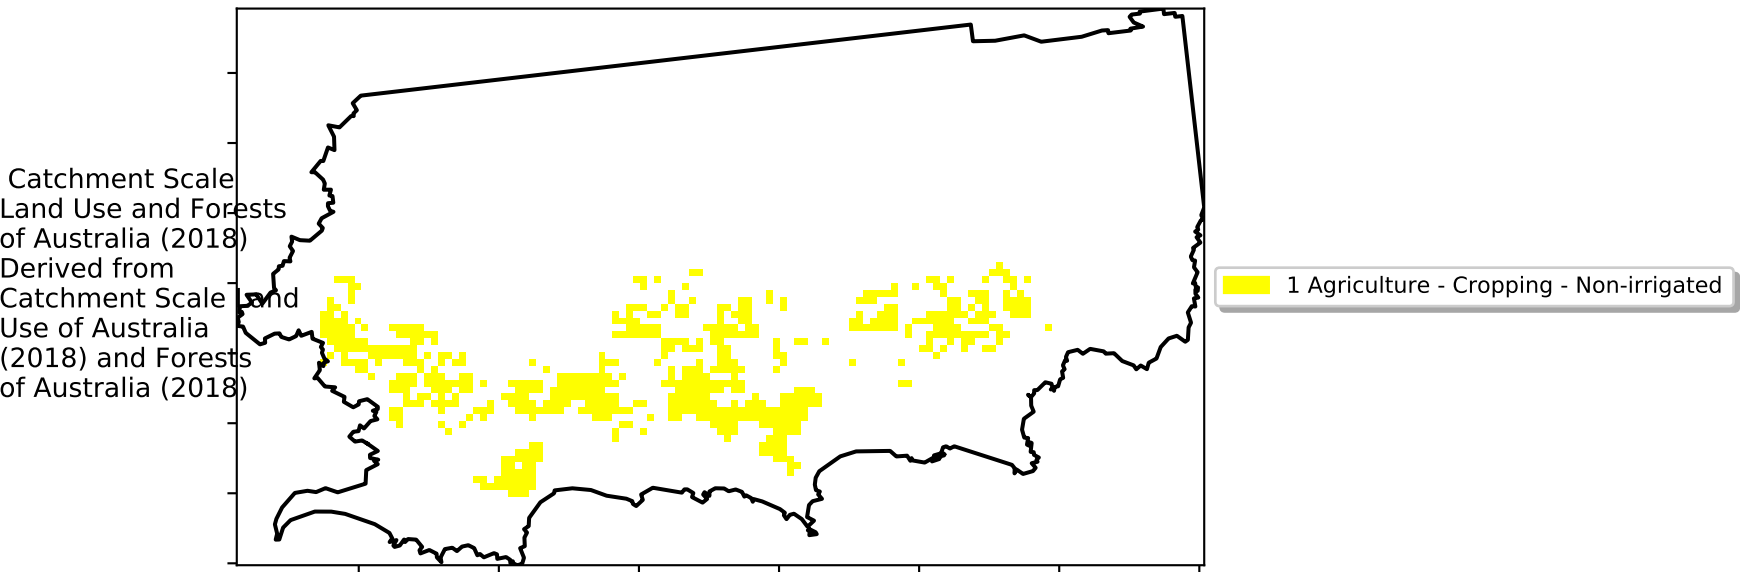 Catchment Scale
Land Use and Forests
of Australia (2018)
Derived from
Catchment Scale Land
Use of Australia
(2018) and Forests
of Australia (2018)
1 Agriculture - Cropping - Non-irrigated